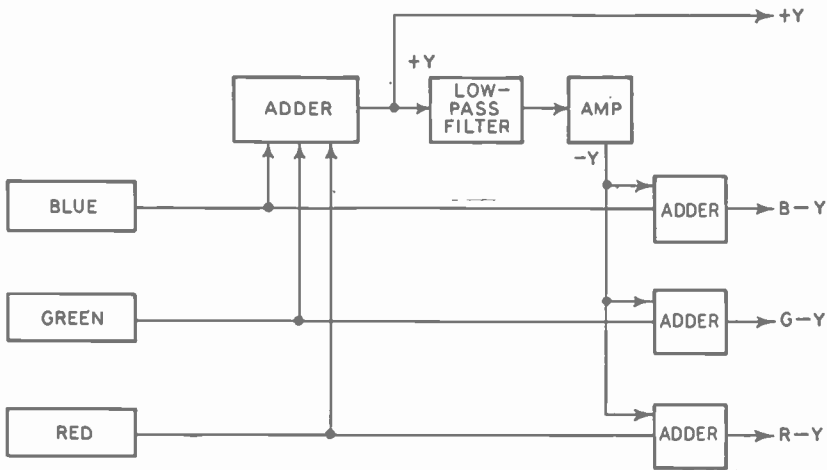 +Y
+Y
LOW-
PASS
FILTER
ADDER
AMP
-Y
BLUE
ADDER
B-Y
GREEN
ADDER
G-Y
RED
ADDER
R-Y